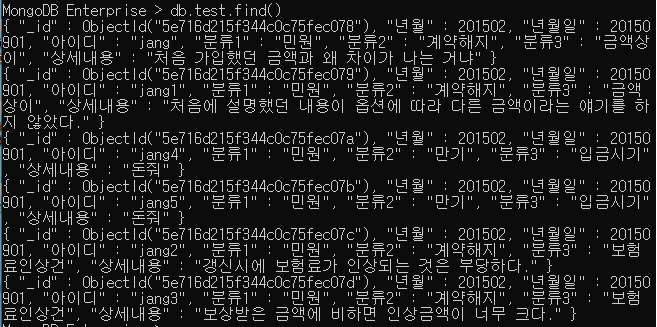 MongoDB Enterprise > db.test.find()
{ "_id" : ObjectId("5e716d215f344c0c75fec078"), "년월" : 201502, "년월일" : 20150
901, "아이디" : "jang", "분류1" : "민원", "분류2" : "계약해지", "분류3" : "금액상
이", "상세내용" : "처음 가입했던 금액과 왜 차이가 나는 거냐" }
{ "_id" : ObjectId("5e716d215f344c0c75fec079"), "년월" : 201502, "년월일" : 20150
901, "아이디" : "jang1", "분류1" : "민원", "분류2" : "계약해지", "분류3" : "금액
상이", "상세내용" : "처음에 설명했던 내용이 옵션에 따라 다른 금액이라는 얘기를 하
지 않았다." }
{ "_id" : ObjectId("5e716d215f344c0c75fec07a"), "년월" : 201502, "년월일" : 20150
901, "아이디" : "jang4", "분류1" : "민원", "분류2" : "만기", "분류3" : "입금시기"
, "상세내용" : "돈줘" }
{ "_id" : ObjectId("5e716d215f344c0c75fec07b"), "년월" : 201502, "년월일" : 20150
901, "아이디" : "jang5", "분류1" : "민원", "분류2" : "만기", "분류3" : "입금시기"
, "상세내용" : "돈줘" }
{ "_id" : ObjectId("5e716d215f344c0c75fec07c"), "년월" : 201502, "년월일" : 20150
901, "아이디" : "jang2", "분류1" : "민원", "분류2" : "계약해지", "분류3" : "보험
료인상건", "상세내용" : "갱신시에 보험료가 인상되는 것은 부당하다." }
{ "_id" : ObjectId("5e716d215f344c0c75fec07d"), "년월" : 201502, "년월일" : 20150
901, "아이디" : "jang3", "분류1" : "민원", "분류2" : "계약해지", "분류3" : "보험
료인상건", "상세내용" : "보상받은 금액에 비하면 인상금액이 너무 크다." }
MongoDB Enterprise >